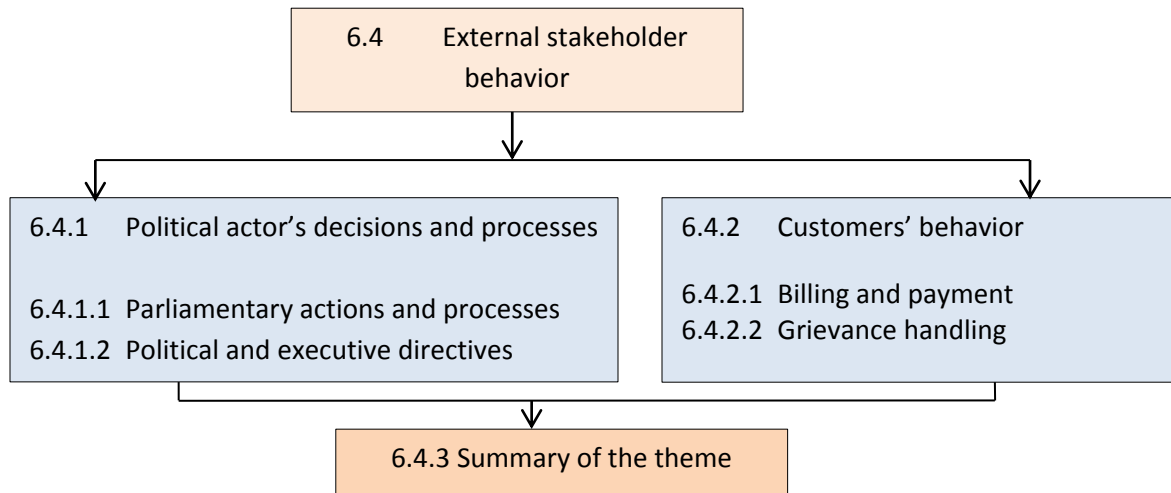 6.4 External stakeholder
behavior
6.4.1 Political actor’s decisions and processes
6.4.1.1 Parliamentary actions and processes
6.4.1.2 Political and executive directives
6.4.2 Customers’ behavior
6.4.2.1 Billing and payment
6.4.2.2 Grievance handling
6.4.3 Summary of the theme